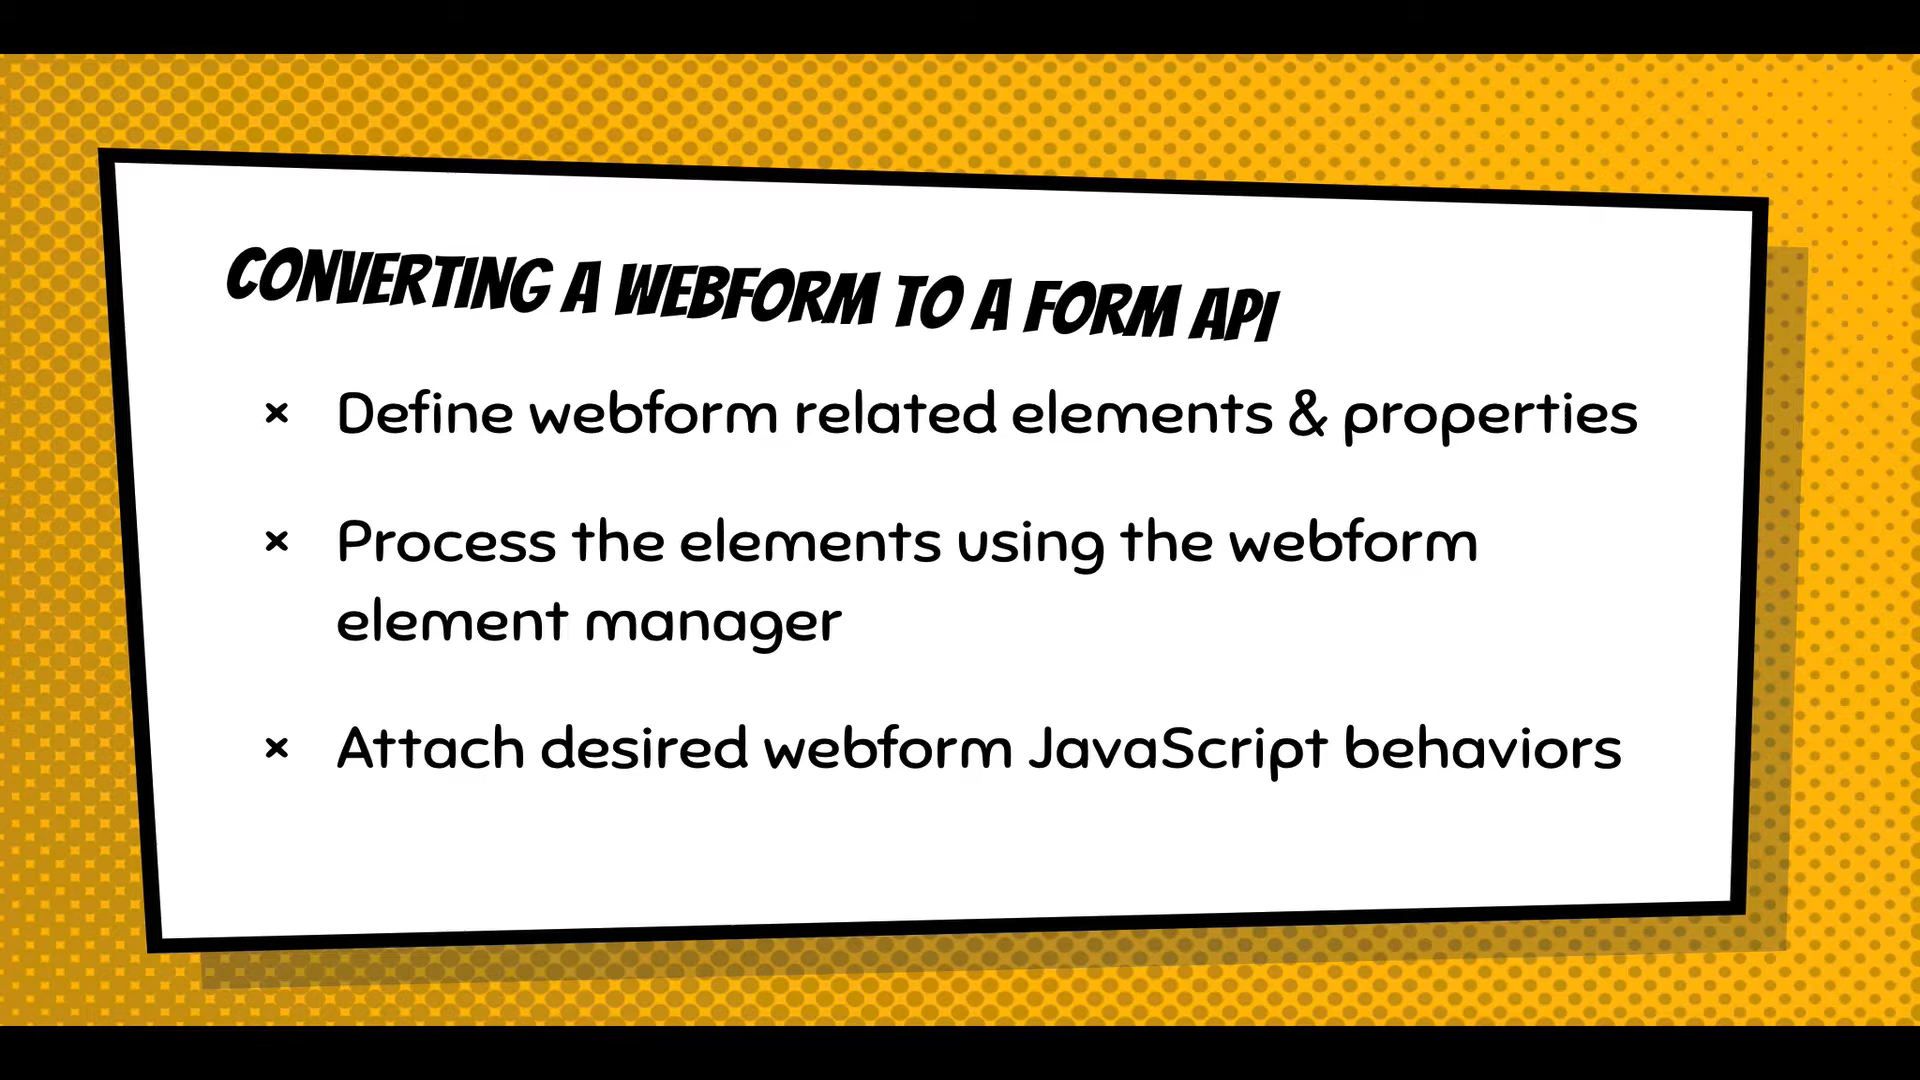 CONVERTING A WEBFORM TO A FORM API
× Define webform related elements & properties
× Process the elements using the webform
element manager
× Attach desired webform JavaScript behaviors